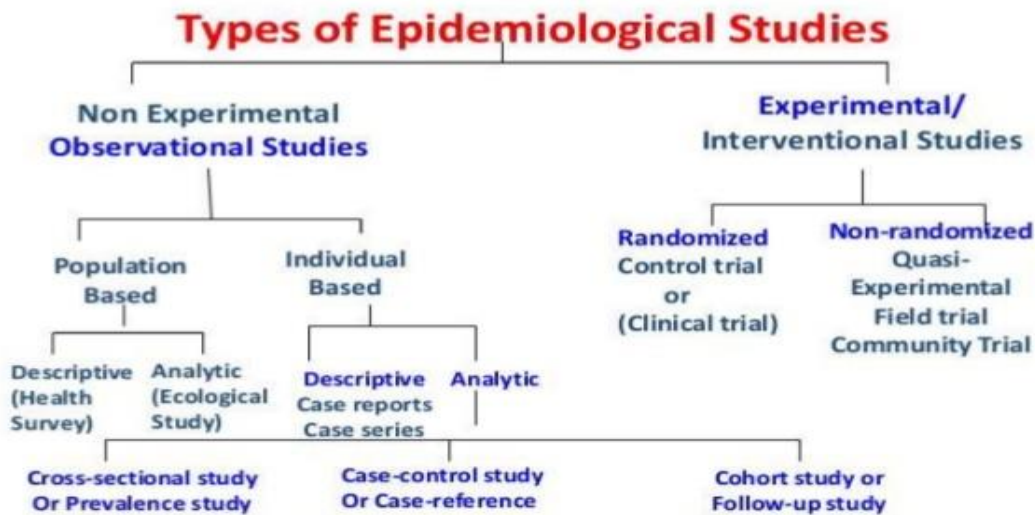 Types of Epidemiological Studies
Non Experimental
Observational Studies
Experimental/
Interventional Studies
Population
Based
Individual
Based
Randomized
Control trial
or
(Clinical trial)
Non-randomized
Quasi-
Experimental
Field trial
Community Trial
Descriptive
(Health
Survey)
Analytic
(Ecological
Study)
Descriptive
Case reports
Case series
Analytic
Cross-sectional study
Or Prevalence study
Case-control study
Or Case-reference
Cohort study or
Follow-up study